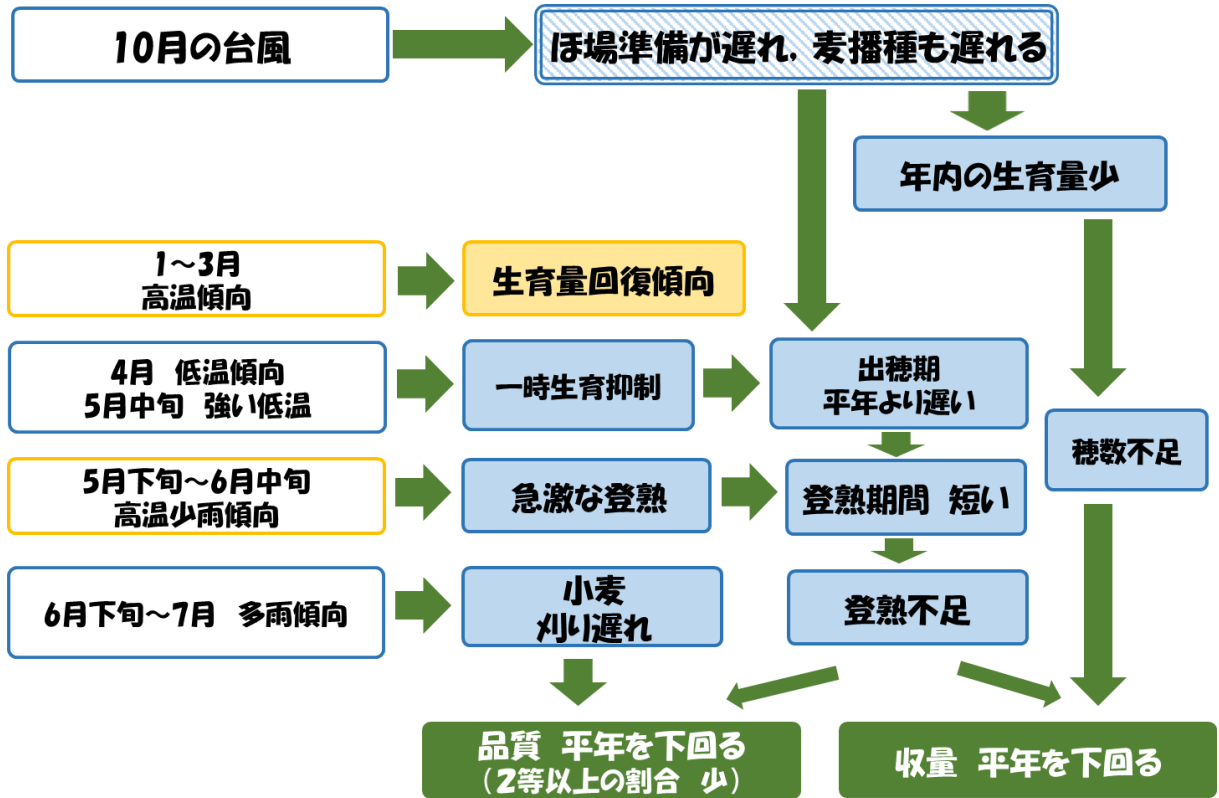 10月の台風
ほ場準備が遅れ,麦播種も遅れる
年内の生育量少
1～3月
高温傾向
生育量回復傾向
4月 低温傾向
5月中旬 強い低温
一時生育抑制
出穂期
平年より遅い
穂数不足
5月下旬～6月中旬
高温少雨傾向
急激な登熟
登熟期間 短い
6月下旬～7月 多雨傾向
小麦
刈り遅れ
登熟不足
品質 平年を下回る
(2等以上の割合 少)
収量 平年を下回る